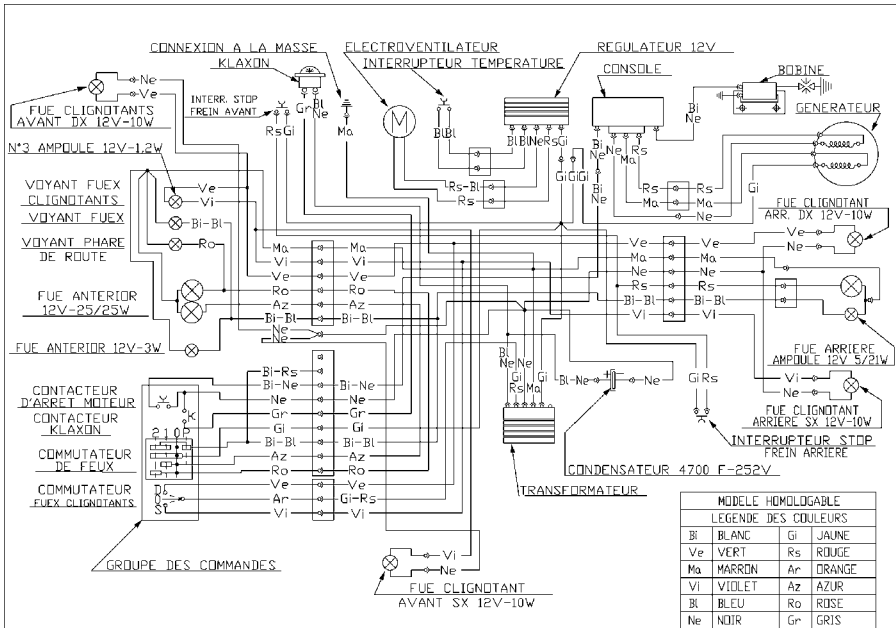 CONNEXION A LA MASSE
KLAXON
ELECTROVENTILATEUR
INTERRUPTEUR TEMPERATURE
REGULATEUR 12V
CONSOLE
BOBINE
GENERATEUR
FUE CLIGNOTANTS
AVANT DX 12V-10W
Ne
Ve
INTERR. STOP
FREIN AVANT
Rs Gi
Gr
Bl
Ne
Ma
M
Bl Bl
Bl Bl Ne Rs Gi
Rs-Bl
Rs
Gi Gi Gi
Bi
Ne
Bi
Ne
Ne
Ma
Rs
Bi
Ne
Rs
Ma
Ne
Rs
Ma
Ne
Gi
N°3 AMPOULE 12V-1.2W
VOYANT FUEX
CLIGNOTANTS
VOYANT FUEX
VOYANT PHARE
DE ROUTE
Ve
Vi
Bi-Bl
Ro
FUE ANTERIOR
12V-25/25W
FUE ANTERIOR 12V-3W
Ma Ma
Vi Vi
Ve Ve
Ro Ro
Az Az
Bi-Bl Bi-Bl
Ne
Ne
FUE CLIGNOTANT
ARR. DX 12V-10W
Ve
Ne
Ve Ve
Ma Ma
Ne Ne
Rs Rs
Bi-Bl Bi-Bl
Vi Vi
FUE ARRIERE
AMPOULE 12V 5/21W
Vi
Ne
FUE CLIGNOTANT
ARRIERE SX 12V-10W
Gi Rs
INTERRUPTEUR STOP
FREIN ARRIERE
CONTACTEUR
D'ARRET MOTEUR
CONTACTEUR
KLAXON
COMMUTATEUR
DE FEUX
COMMUTATEUR
FUEX CLIGNOTANTS
K
2 1 0 P
D
0
S
Bi-Rs
Bi-Ne Bi-Ne
Ne Ne
Gr Gr
Gi Gi
Bi-Bl Bi-Bl
Az Az
Ro Ro
Ve Ve
Ar Gi-Rs
Vi Vi
GROUPE DES COMMANDES
Bl
Ne
Ne
Gi
Rs
Ma
Gi
Bl-Ne
Ne
CONDENSATEUR 4700 F-252V
TRANSFORMATEUR
Vi
Ne
FUE CLIGNOTANT
AVANT SX 12V-10W
MODELE HOMOLOGABLE
LEGENDE DES COULEURS
Bi BLANC Gi JAUNE
Ve VERT Rs ROUGE
Ma MARRON Ar ORANGE
Vi VIOLET Az AZUR
Bl BLEU Ro ROSE
Ne NOIR Gr GRIS